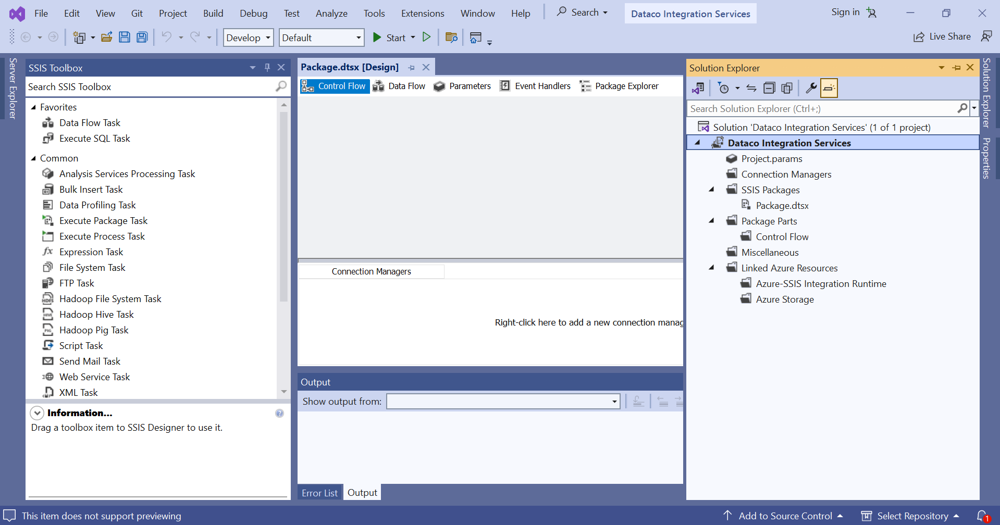 File Edit View Git Project Build Debug Test Analyze Tools Extensions Window Help Search Dataco Integration Services Sign in
Develop Default Start Live Share
Server Explorer
SSIS Toolbox
Search SSIS Toolbox
Favorites
Data Flow Task
Execute SQL Task
Common
Analysis Services Processing Task
Bulk Insert Task
Data Profiling Task
Execute Package Task
Execute Process Task
Expression Task
File System Task
FTP Task
Hadoop File System Task
Hadoop Hive Task
Hadoop Pig Task
Script Task
Send Mail Task
Web Service Task
XML Task
Information...
Drag a toolbox item to SSIS Designer to use it.
Package.dtsx [Design]
Control Flow Data Flow Parameters Event Handlers Package Explorer
Connection Managers
Right-click here to add a new connection manag
Output
Show output from:
Error List Output
Solution Explorer
Search Solution Explorer (Ctrl+;)
Solution 'Dataco Integration Services' (1 of 1 project)
Dataco Integration Services
Project.params
Connection Managers
SSIS Packages
Package.dtsx
Package Parts
Control Flow
Miscellaneous
Linked Azure Resources
Azure-SSIS Integration Runtime
Azure Storage
Solution Explorer
Properties
This item does not support previewing Add to Source Control Select Repository 1